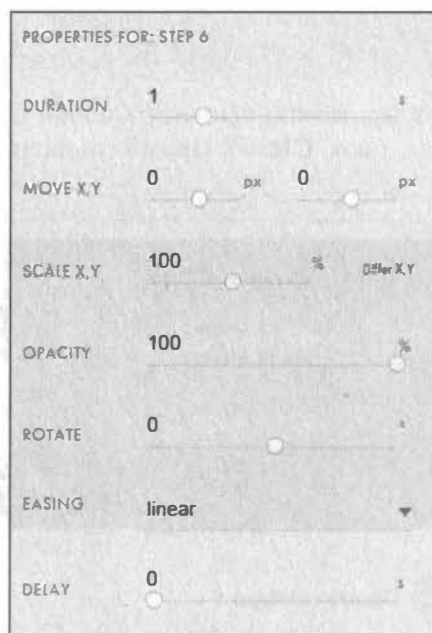 PROPERTIES FOR: STEP 6
DURATION 1 s
MOVE X,Y 0 px 0 px
SCALE X,Y 100 % Differ X,Y
OPACITY 100 %
ROTATE 0
EASING linear
DELAY 0 s